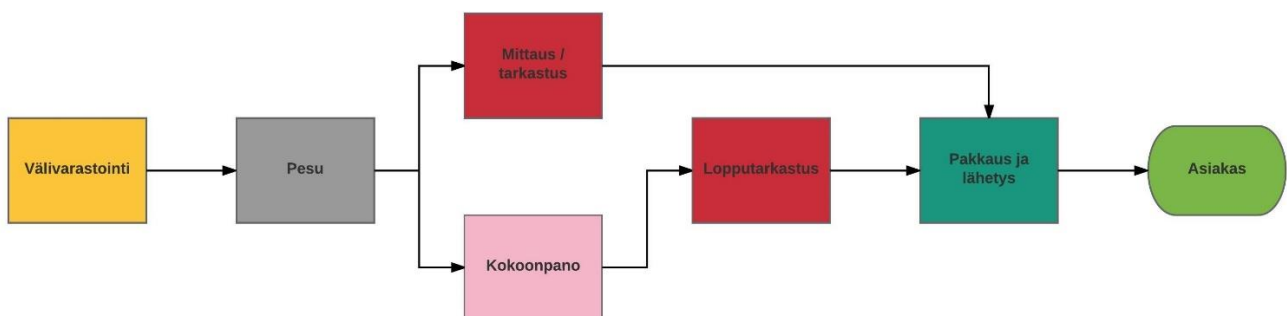 Mittaus /
tarkastus
Välivarastointi
Pesu
Lopputarkastus
Pakkaus ja
lähetys
Asiakas
Kokoonpano